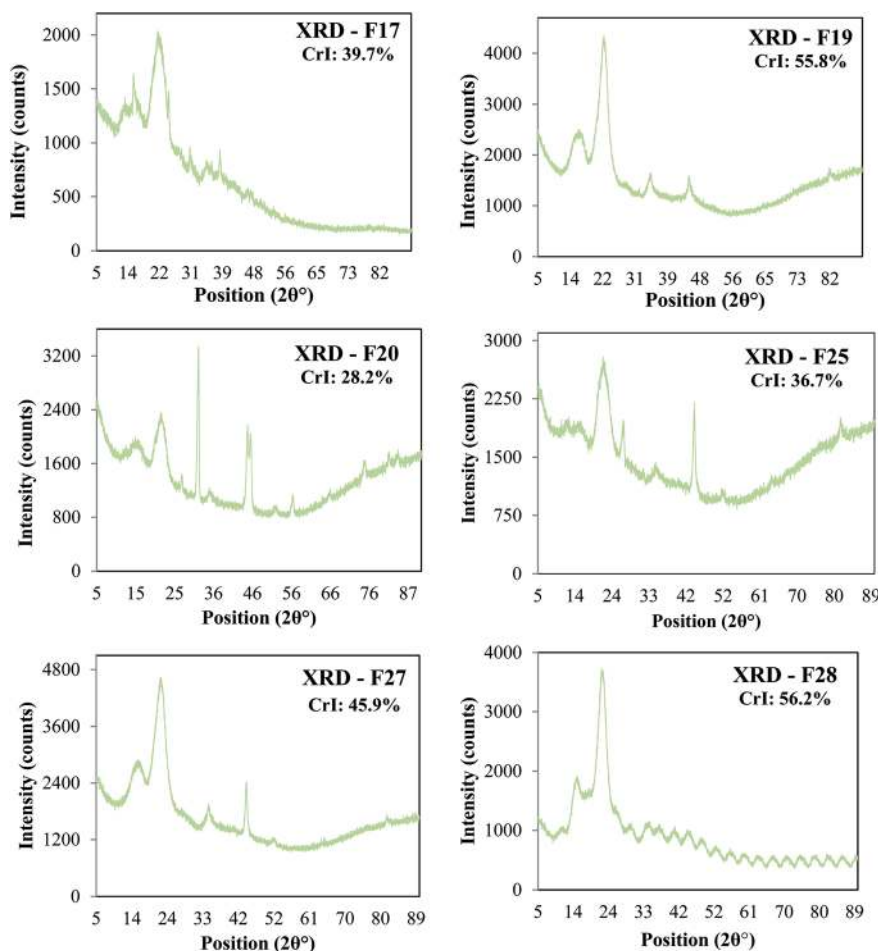 XRD - F17
CrI: 39.7%
Intensity (counts)
2000
1500
1000
500
0
5 14 22 31 39 48 56 65 73 82
Position (2θ°)
XRD - F19
CrI: 55.8%
Intensity (counts)
4000
3000
2000
1000
0
5 14 22 31 39 48 56 65 73 82
Position (2θ°)
XRD - F20
CrI: 28.2%
Intensity (counts)
3200
2400
1600
800
0
5 15 25 36 46 56 66 76 87
Position (2θ°)
XRD - F25
CrI: 36.7%
Intensity (counts)
3000
2250
1500
750
0
5 14 24 33 42 51 61 70 80 89
Position (2θ°)
XRD - F27
CrI: 45.9%
Intensity (counts)
4800
3600
2400
1200
0
5 14 24 33 42 52 61 70 80 89
Position (2θ°)
XRD - F28
CrI: 56.2%
Intensity (counts)
4000
3000
2000
1000
0
5 14 24 33 42 52 61 70 80 89
Position (2θ°)